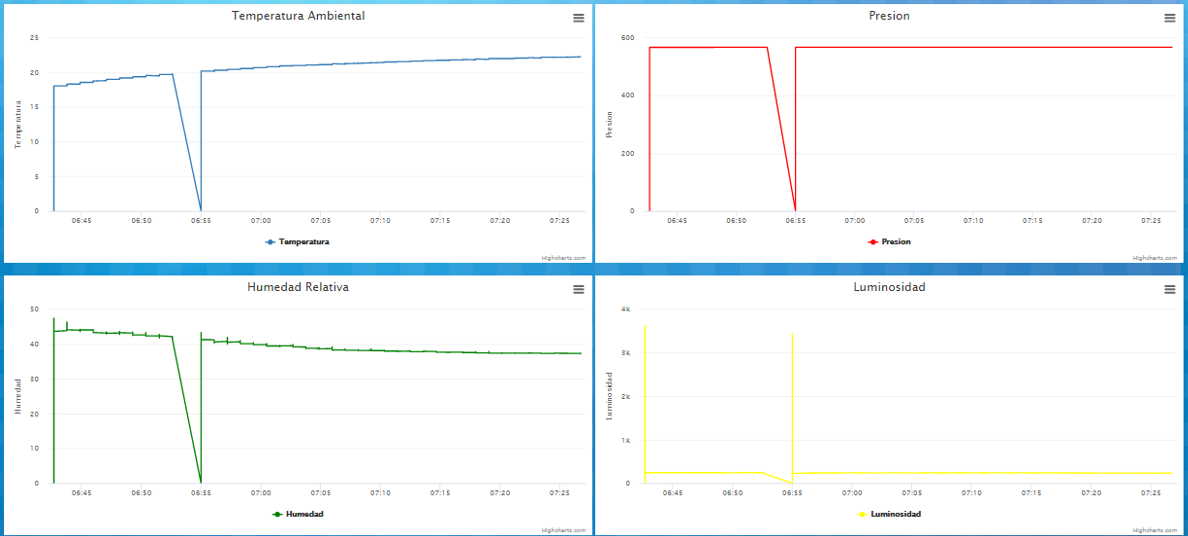 Temperatura Ambiental
Temperatura
25
20
15
10
5
0
06:45 06:50 06:55 07:00 07:05 07:10 07:15 07:20 07:25
Temperatura
Highcharts.com
Presion
Presion
600
400
200
0
06:45 06:50 06:55 07:00 07:05 07:10 07:15 07:20 07:25
Presion
Highcharts.com
Humedad Relativa
Humedad
50
40
30
20
10
0
06:45 06:50 06:55 07:00 07:05 07:10 07:15 07:20 07:25
Humedad
Highcharts.com
Luminosidad
Luminosidad
4k
3k
2k
1k
0
06:45 06:50 06:55 07:00 07:05 07:10 07:15 07:20 07:25
Luminosidad
Highcharts.com